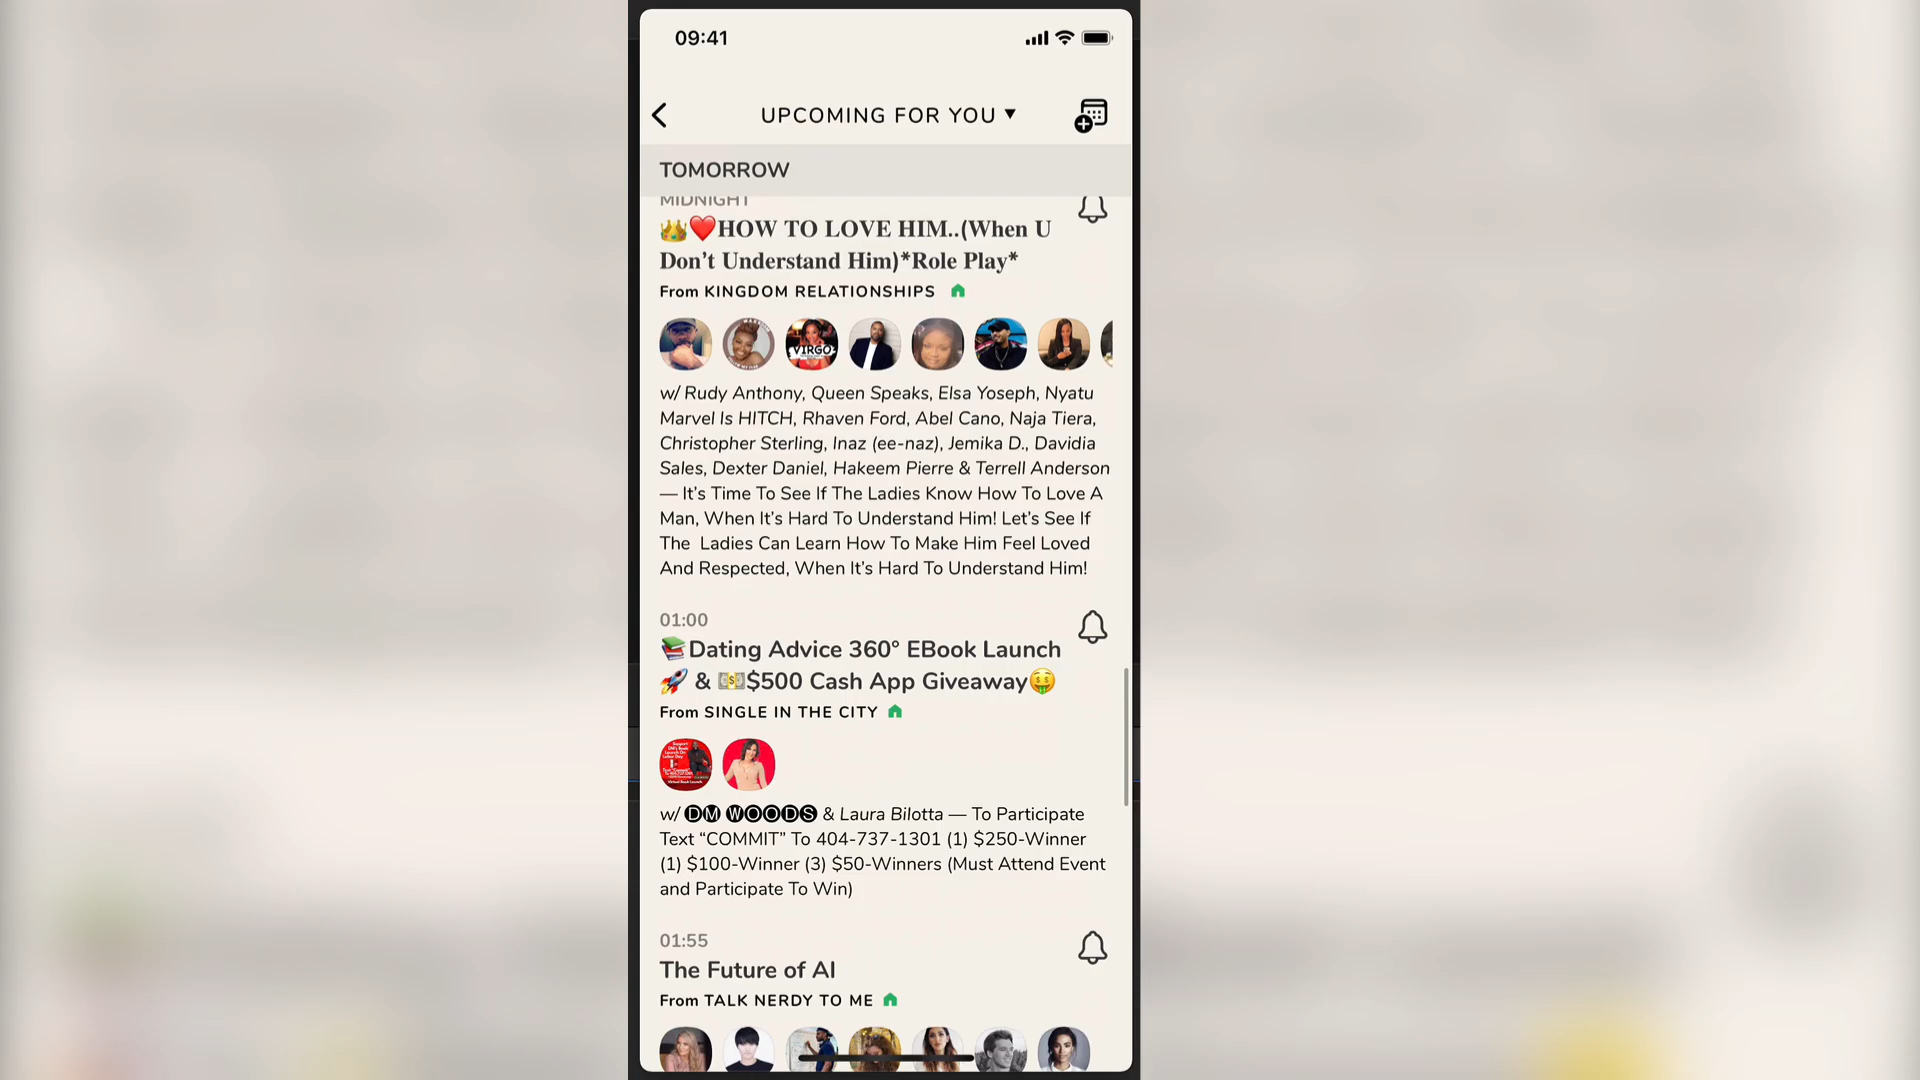 09:41
UPCOMING FOR YOU ▼
TOMORROW
MIDNIGHT
👑❤️HOW TO LOVE HIM..(When U
Don't Understand Him)*Role Play*
From KINGDOM RELATIONSHIPS
VIRGO
w/ Rudy Anthony, Queen Speaks, Elsa Yoseph, Nyatu
Marvel Is HITCH, Rhaven Ford, Abel Cano, Naja Tiera,
Christopher Sterling, Inaz (ee-naz), Jemika D., Davidia
Sales, Dexter Daniel, Hakeem Pierre & Terrell Anderson
— It's Time To See If The Ladies Know How To Love A
Man, When It's Hard To Understand Him! Let's See If
The Ladies Can Learn How To Make Him Feel Loved
And Respected, When It's Hard To Understand Him!
01:00
📚Dating Advice 360° EBook Launch
🚀 & 💵$500 Cash App Giveaway🤑
From SINGLE IN THE CITY
w/ 🅓🅜 🅦🅞🅞🅓🅢 & Laura Bilotta — To Participate
Text “COMMIT” To 404-737-1301 (1) $250-Winner
(1) $100-Winner (3) $50-Winners (Must Attend Event
and Participate To Win)
01:55
The Future of AI
From TALK NERDY TO ME